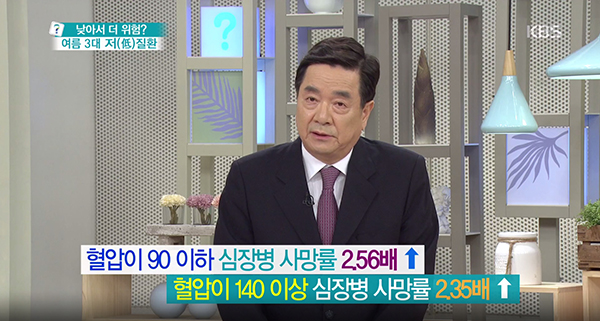 ?
낮아서 더 위험?
여름 3대 저(低)질환
KBS
?
혈압이 90 이하 심장병 사망률 2.56배 ↑
혈압이 140 이상 심장병 사망률 2.35배 ↑